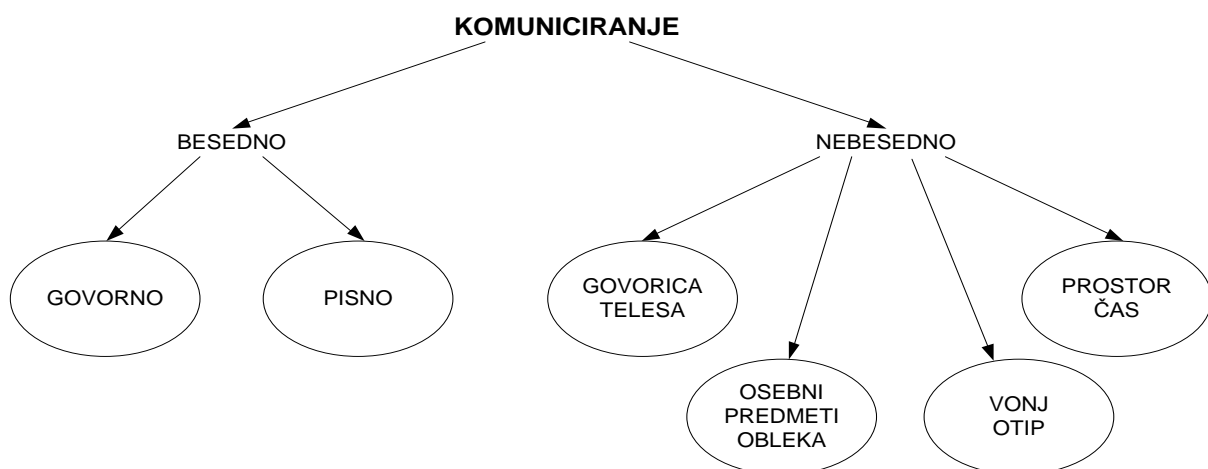 KOMUNICIRANJE
BESEDNO
NEBESEDNO
GOVORNO
PISNO
GOVORICA
TELESA
PROSTOR
ČAS
OSEBNI
PREDMETI
OBLEKA
VONJ
OTIP